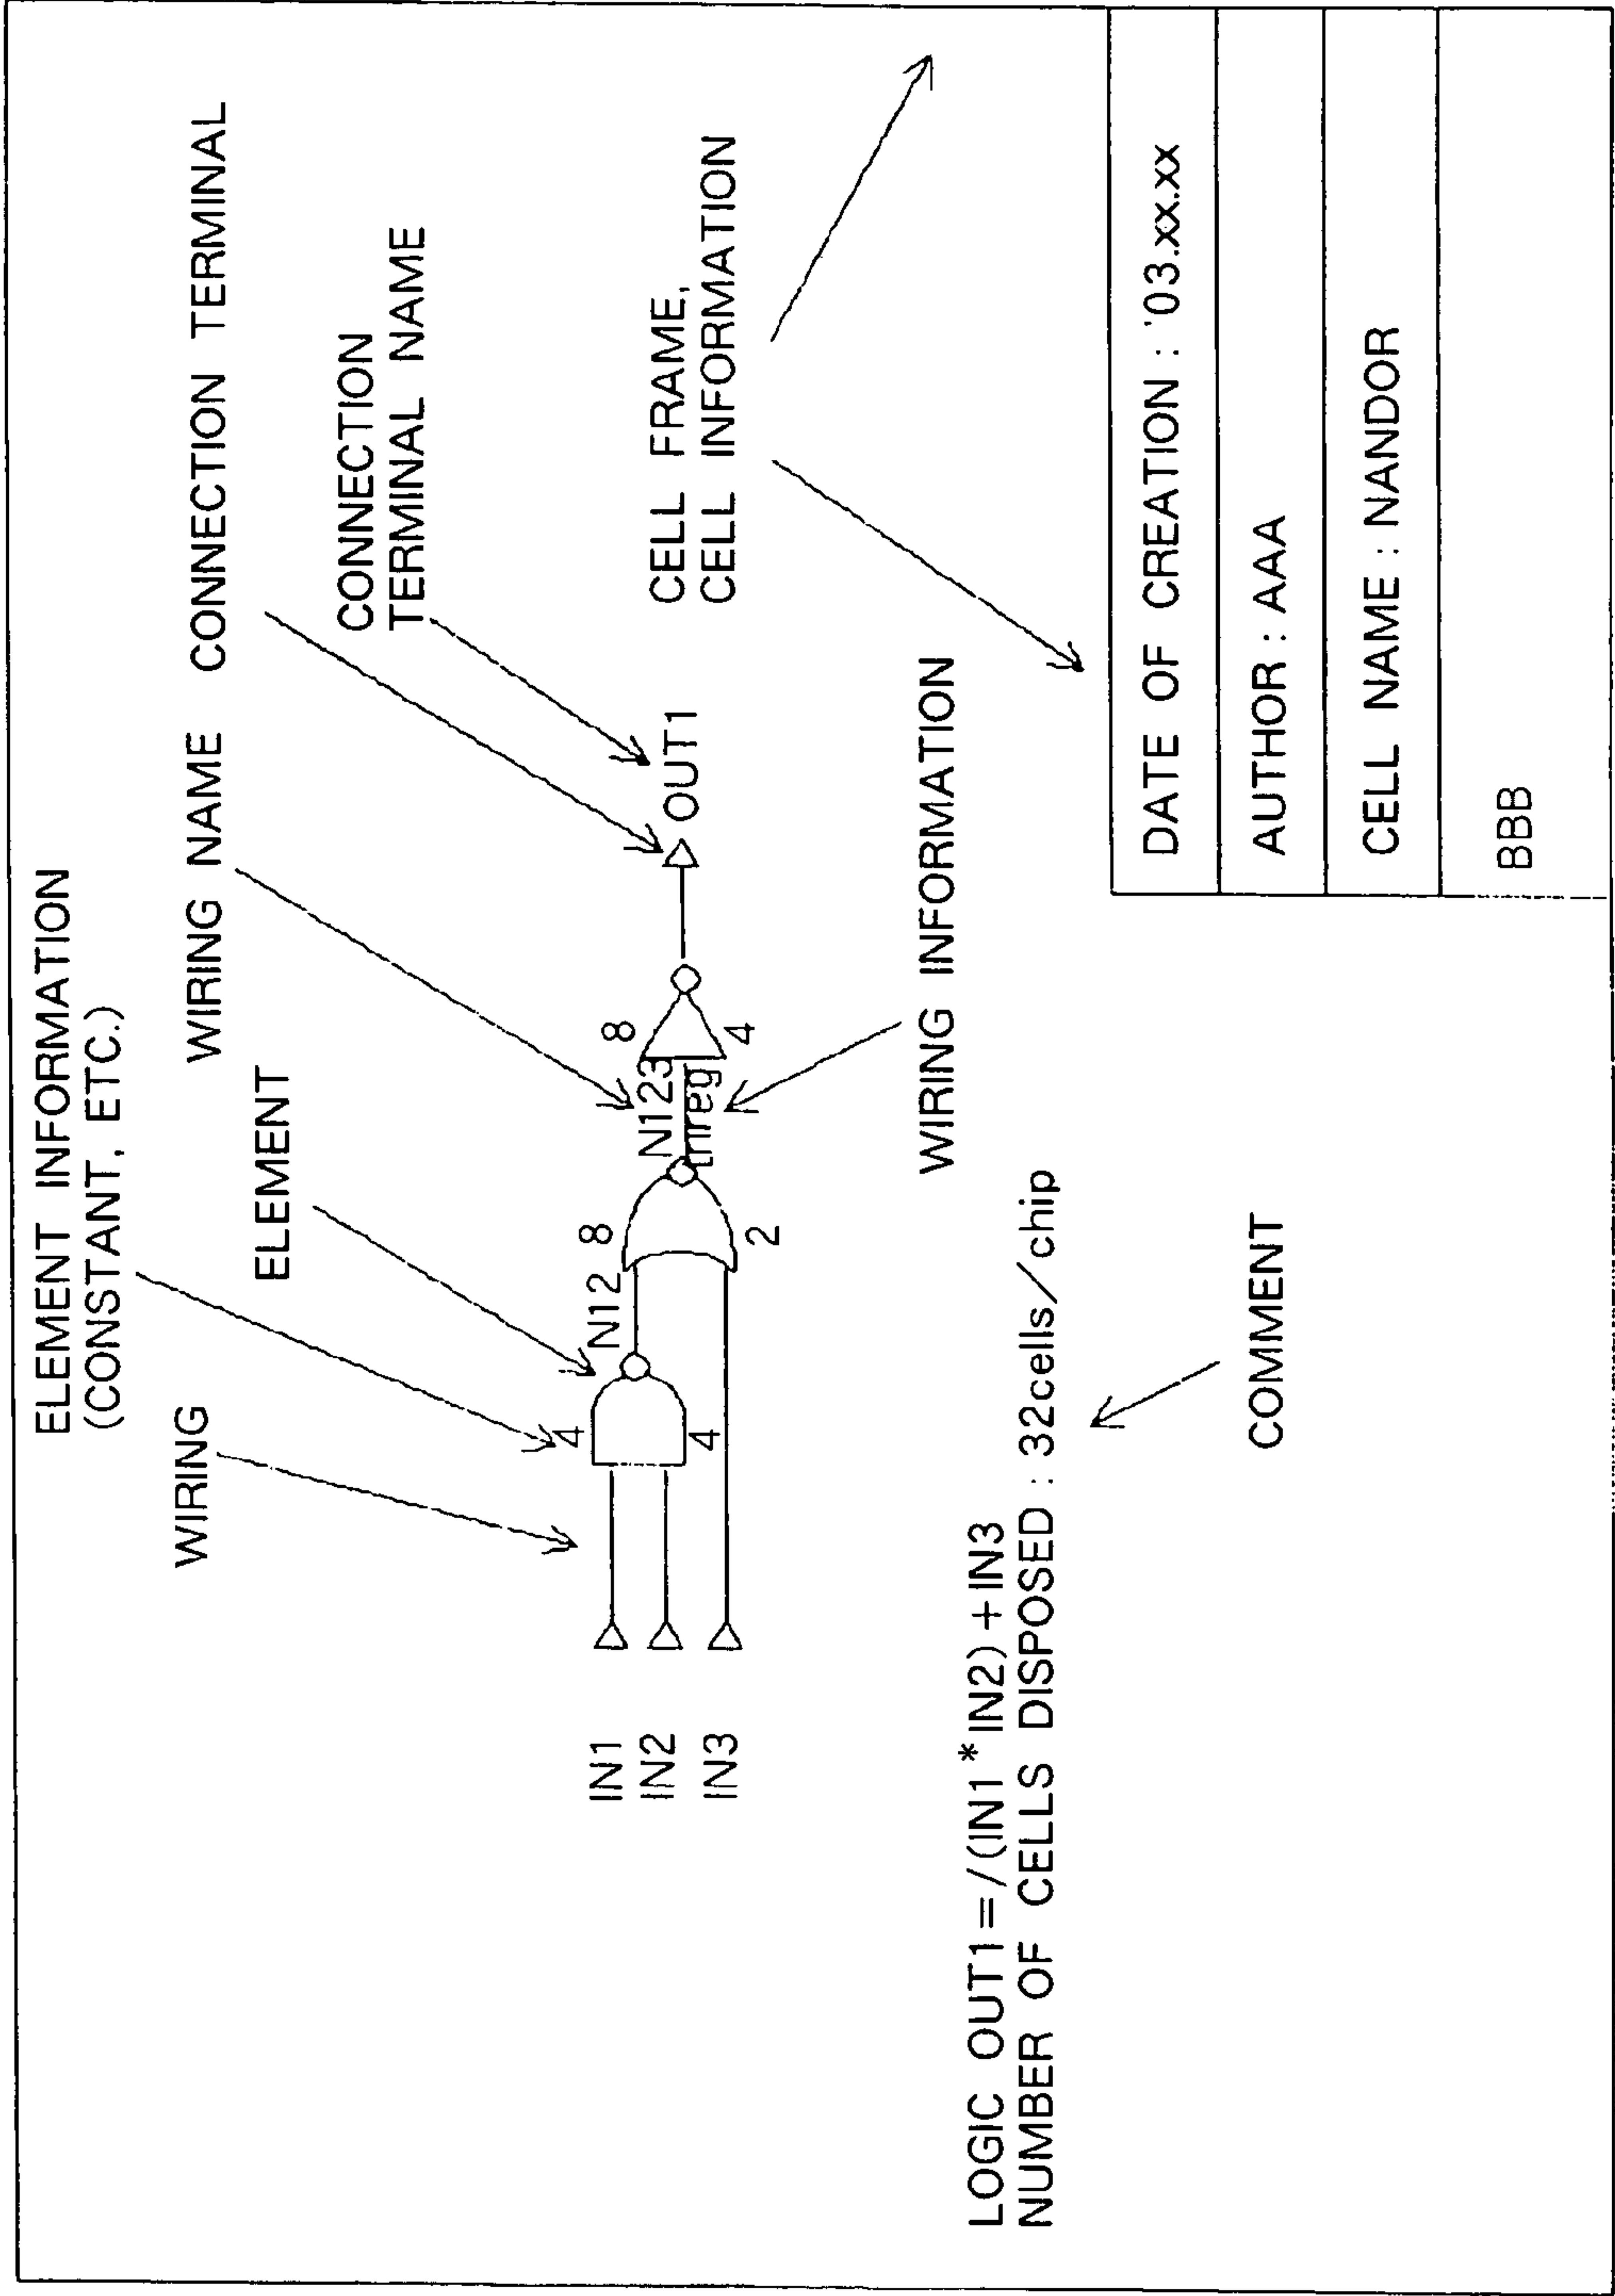 ELEMENT INFORMATION
(CONSTANT, ETC.)
WIRING
ELEMENT
WIRING NAME
CONNECTION TERMINAL
CONNECTION
TERMINAL NAME
IN1
IN2
IN3
4
4
N12
8
2
N123
8
4
OUT1
CELL FRAME,
CELL INFORMATION
WIRING INFORMATION
LOGIC OUT1=/(IN1*IN2)+IN3
NUMBER OF CELLS DISPOSED : 32cells/chip
COMMENT
DATE OF CREATION : '03.xx.xx
AUTHOR : AAA
CELL NAME : NANDOR
BBB